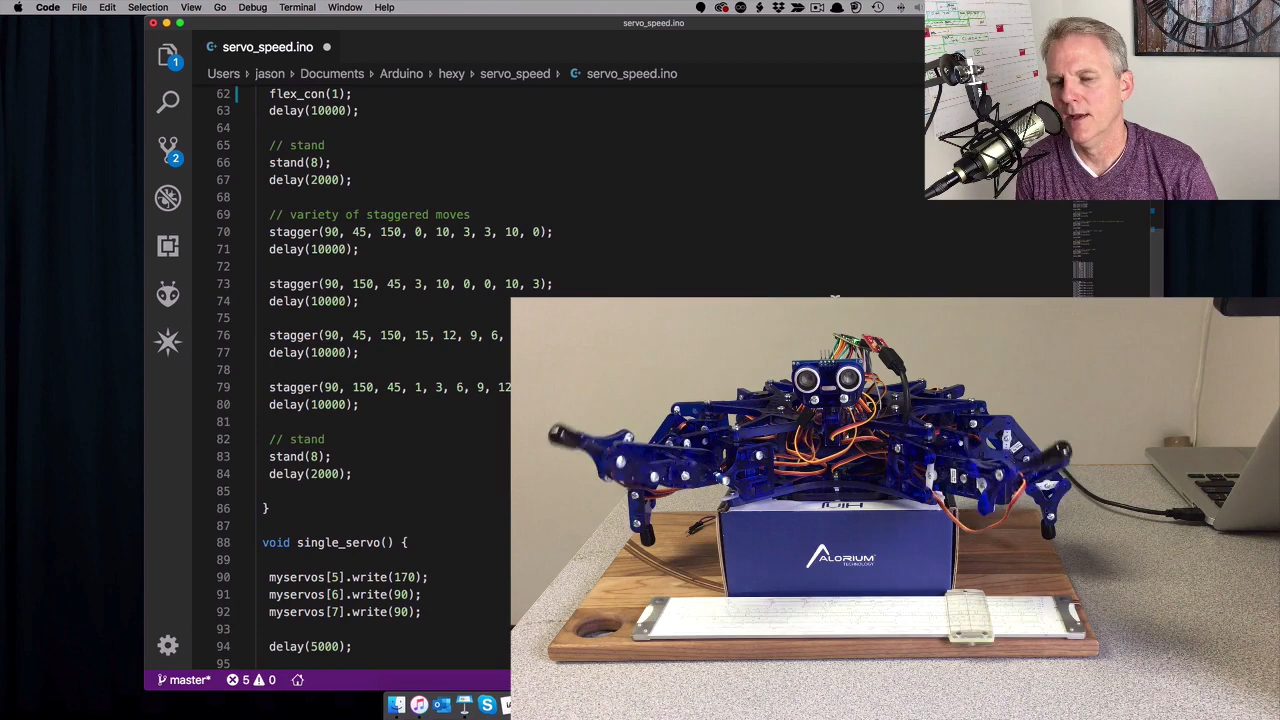 Code File Edit Selection View Go Debug Terminal Window Help
servo_speed.ino
servo_speed.ino
Users › jason › Documents › Arduino › hexy › servo_speed › servo_speed.ino
62 flex_con(1);
63 delay(10000);
64
65 // stand
66 stand(8);
67 delay(2000);
68
69 // variety of staggered moves
70 stagger(90, 45, 150, 0, 10, 3, 3, 10, 0);
71 delay(10000);
72
73 stagger(90, 150, 45, 3, 10, 0, 0, 10, 3);
74 delay(10000);
75
76 stagger(90, 45, 150, 15, 12, 9, 6,
77 delay(10000);
78
79 stagger(90, 150, 45, 1, 3, 6, 9, 12
80 delay(10000);
81
82 // stand
83 stand(8);
84 delay(2000);
85
86 }
87
88 void single_servo() {
89
90 myservos[5].write(170);
91 myservos[6].write(90);
92 myservos[7].write(90);
93
94 delay(5000);
95
1
2
master* 5 0
ALORIUM
TECHNOLOGY